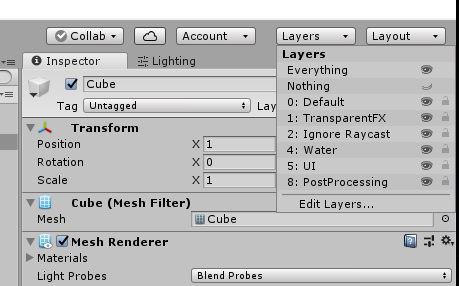 Collab Account Layers Layout
Inspector Lighting
Layers
Everything
Nothing
0: Default
1: TransparentFX
2: Ignore Raycast
4: Water
5: UI
8: PostProcessing
Edit Layers...
Cube
Tag Untagged Lay
Transform
Position X 1
Rotation X 0
Scale X 1
Cube (Mesh Filter)
Mesh Cube
Mesh Renderer
Materials
Light Probes Blend Probes